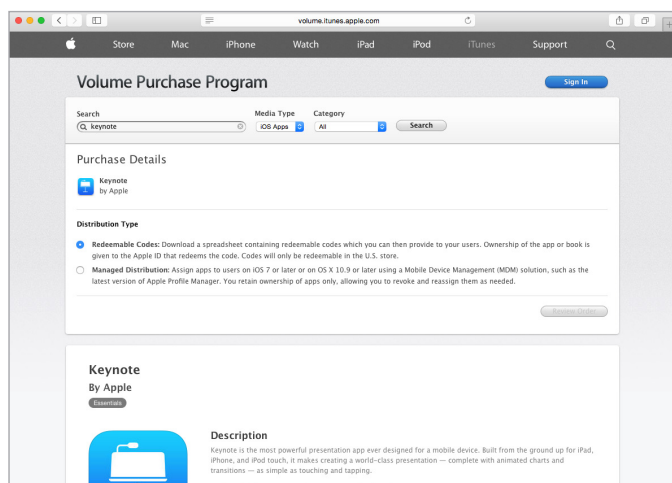 volume.itunes.apple.com
Store Mac iPhone Watch iPad iPod iTunes Support
Volume Purchase Program
Sign In
Search Media Type Category
keynote iOS Apps All Search
Purchase Details
Keynote
by Apple
Distribution Type
Redeemable Codes: Download a spreadsheet containing redeemable codes which you can then provide to your users. Ownership of the app or book is
given to the Apple ID that redeems the code. Codes will only be redeemable in the U.S. store.
Managed Distribution: Assign apps to users on iOS 7 or later or on OS X 10.9 or later using a Mobile Device Management (MDM) solution, such as the
latest version of Apple Profile Manager. You retain ownership of apps only, allowing you to revoke and reassign them as needed.
Review Order
Keynote
By Apple
Essentials
Description
Keynote is the most powerful presentation app ever designed for a mobile device. Built from the ground up for iPad,
iPhone, and iPod touch, it makes creating a world-class presentation — complete with animated charts and
transitions — as simple as touching and tapping.